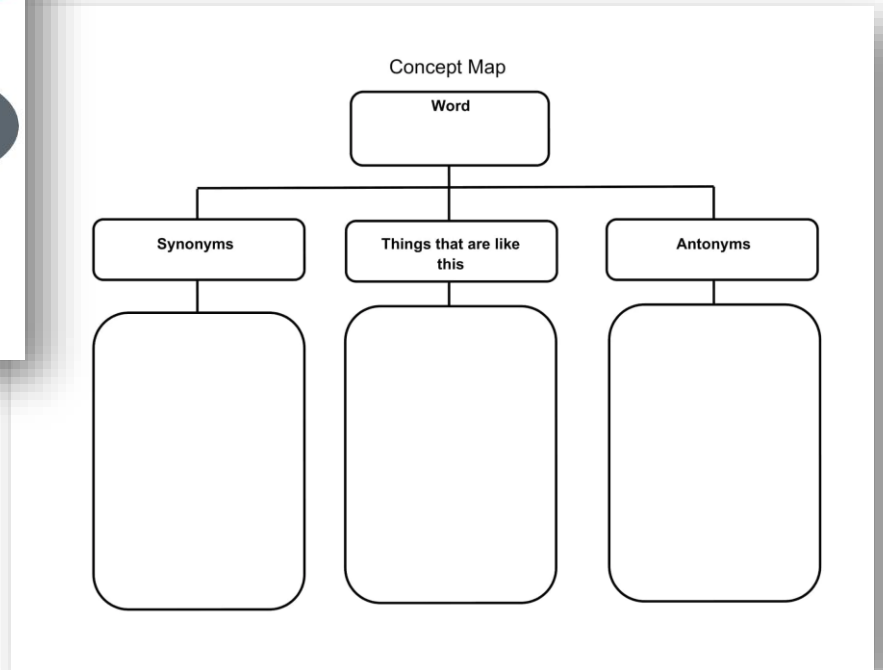 Concept Map
Word
Synonyms
Things that are like
this
Antonyms